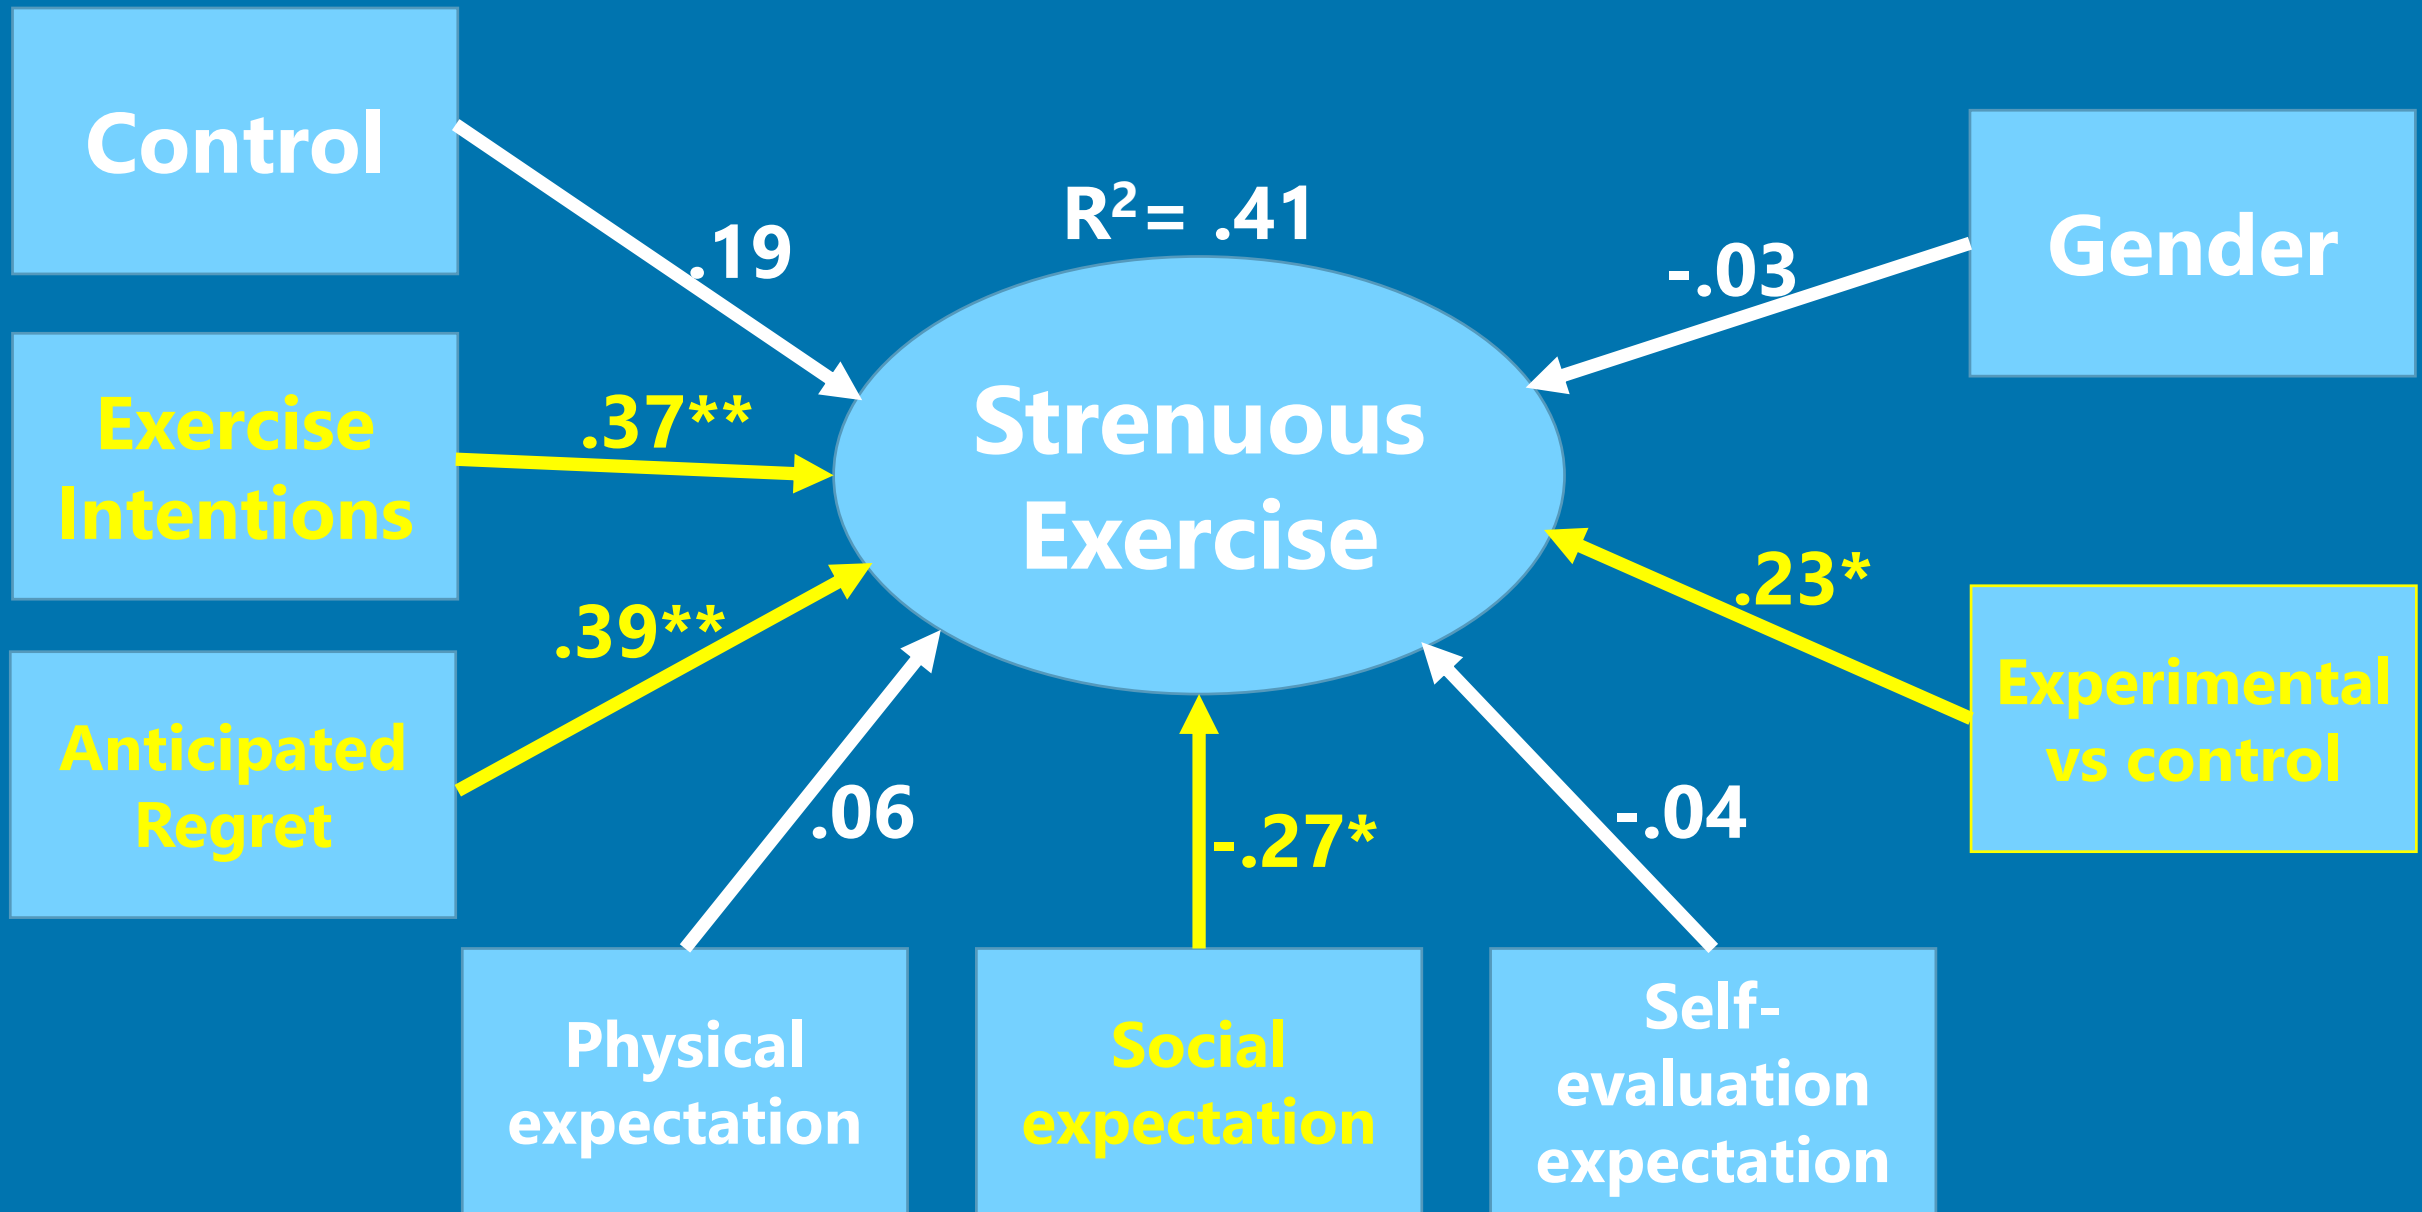 Control
.19
R²= .41
-.03
Gender
Exercise
Intentions
.37**
Strenuous
Exercise
.39**
.23*
Anticipated
Regret
Experimental
vs control
.06
-.27*
-.04
Physical
expectation
Social
expectation
Self-
evaluation
expectation